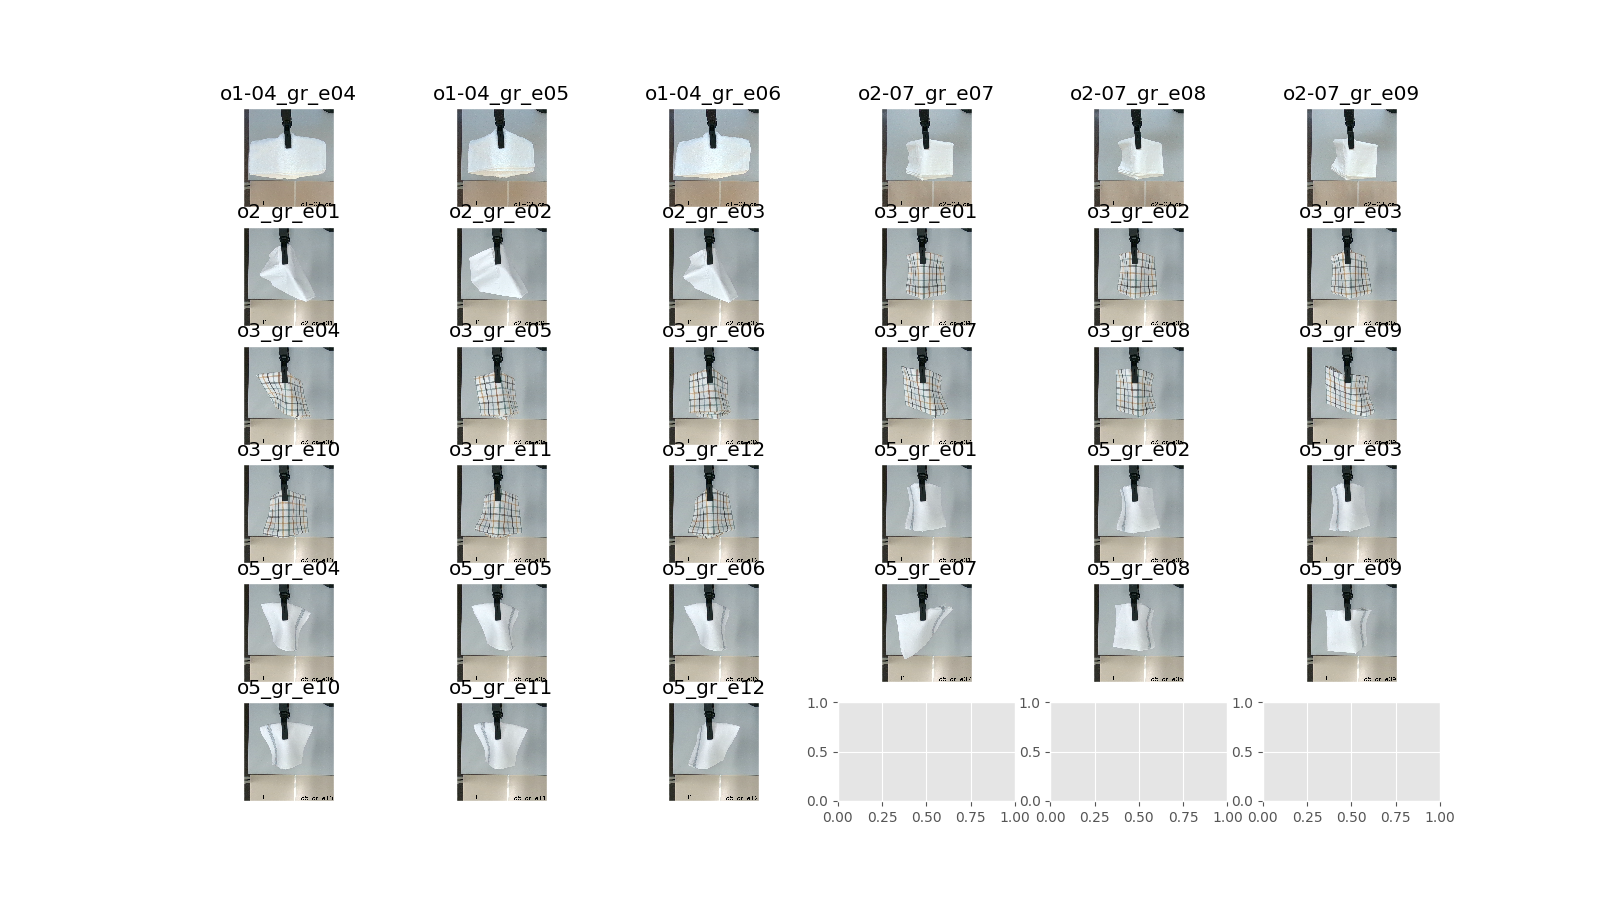 o1-04_gr_e04 o1-04_gr_e05 o1-04_gr_e06 o2-07_gr_e07 o2-07_gr_e08 o2-07_gr_e09
o2_gr_e01 o2_gr_e02 o2_gr_e03 o3_gr_e01 o3_gr_e02 o3_gr_e03
o3_gr_e04 o3_gr_e05 o3_gr_e06 o3_gr_e07 o3_gr_e08 o3_gr_e09
o3_gr_e10 o3_gr_e11 o3_gr_e12 o5_gr_e01 o5_gr_e02 o5_gr_e03
o5_gr_e04 o5_gr_e05 o5_gr_e06 o5_gr_e07 o5_gr_e08 o5_gr_e09
o5_gr_e10 o5_gr_e11 o5_gr_e12
1.0 1.0 1.0
0.5 0.5 0.5
0.0 0.0 0.0
0.00 0.25 0.50 0.75 1.00 0.00 0.25 0.50 0.75 1.00 0.00 0.25 0.50 0.75 1.00